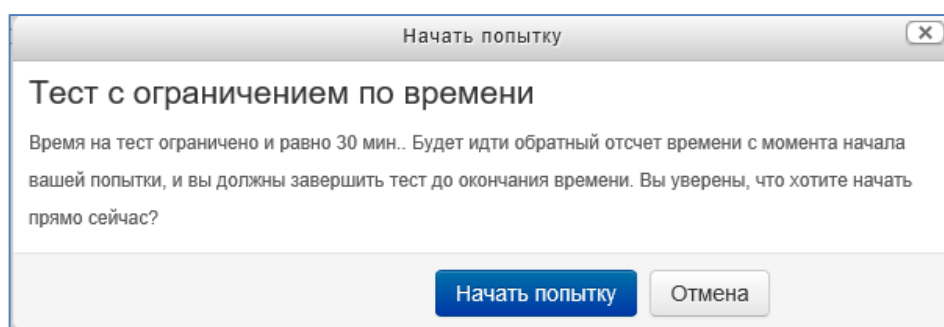 Начать попытку
Тест с ограничением по времени
Время на тест ограничено и равно 30 мин.. Будет идти обратный отсчет времени с момента начала
вашей попытки, и вы должны завершить тест до окончания времени. Вы уверены, что хотите начать
прямо сейчас?
Начать попытку Отмена